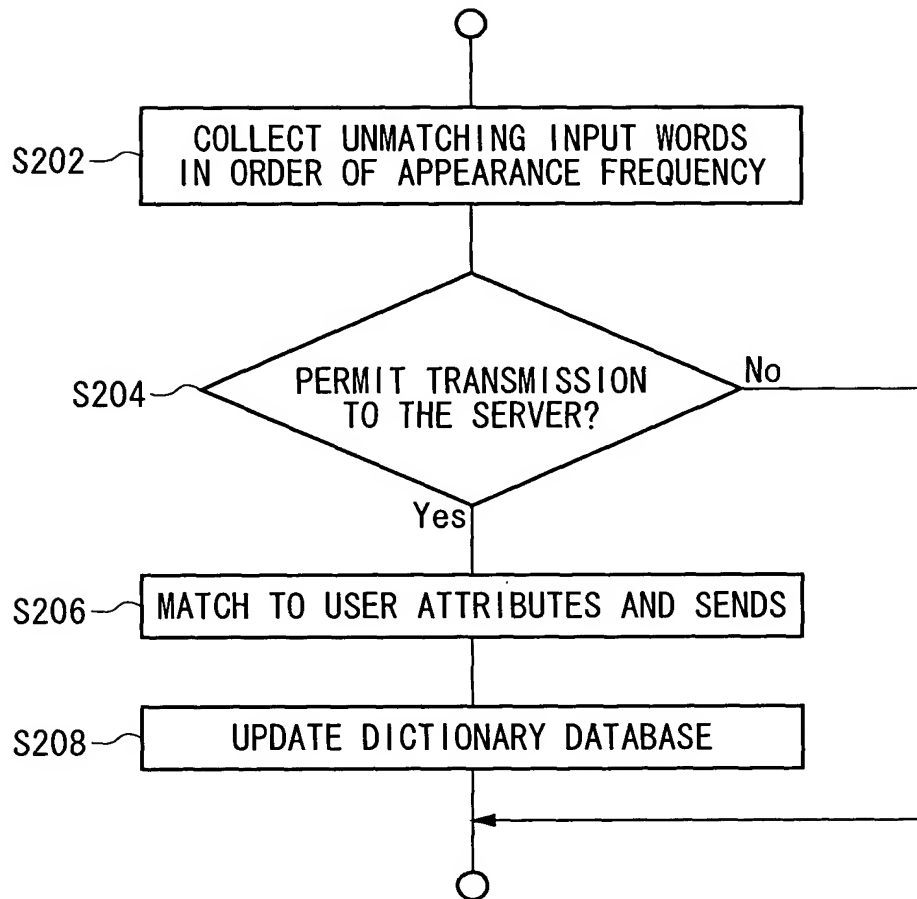 S202
COLLECT UNMATCHING INPUT WORDS
IN ORDER OF APPEARANCE FREQUENCY
S204
PERMIT TRANSMISSION
TO THE SERVER?
No
Yes
S206
MATCH TO USER ATTRIBUTES AND SENDS
S208
UPDATE DICTIONARY DATABASE